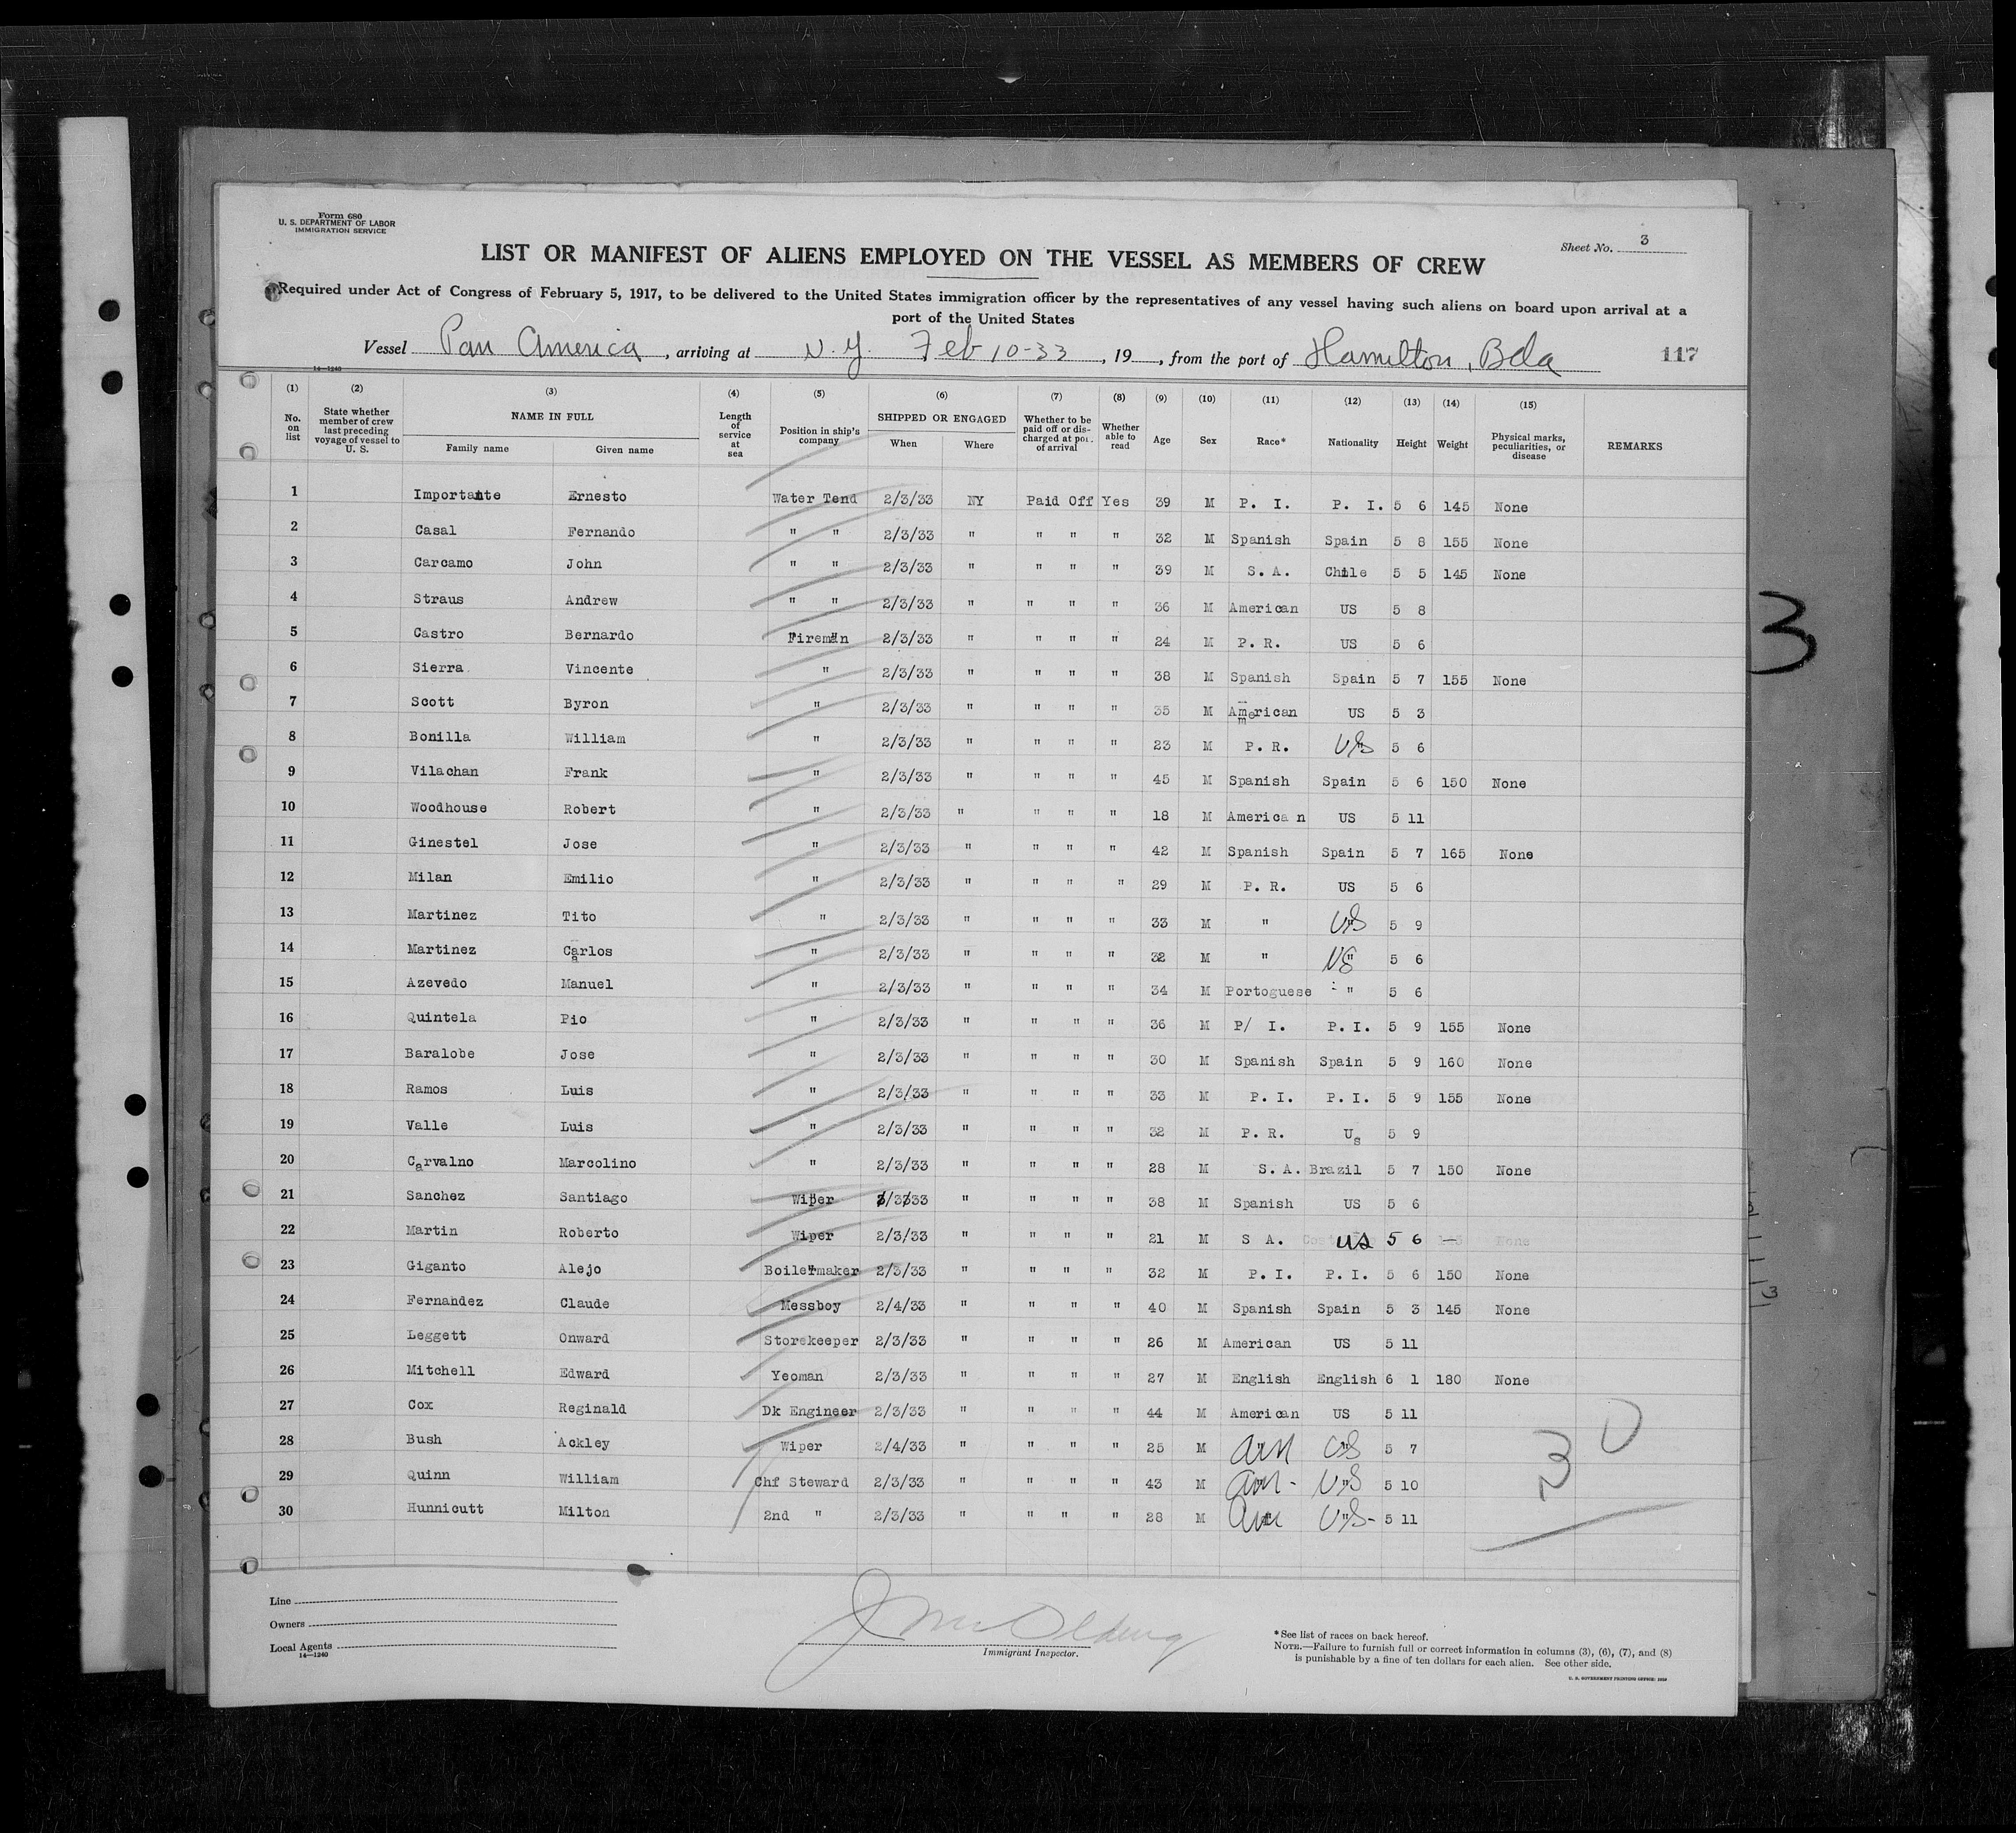 Form 680
U. S. DEPARTMENT OF LABOR
IMMIGRATION SERVICE
Sheet No. 3
LIST OR MANIFEST OF ALIENS EMPLOYED ON THE VESSEL AS MEMBERS OF CREW
Required under Act of Congress of February 5, 1917, to be delivered to the United States immigration officer by the representatives of any vessel having such aliens on board upon arrival at a
port of the United States
Vessel Pan America, arriving at N.Y. Feb 10-33, 19, from the port of Hamilton, Bda 117
14—1240
(1) (2) (3) (4) (5) (6) (7) (8) (9) (10) (11) (12) (13) (14) (15)
No. on list State whether member of crew last preceding voyage of vessel to U. S. NAME IN FULL Family name Given name Length of service at sea Position in ship's company SHIPPED OR ENGAGED When Where Whether to be paid off or discharged at port of arrival Whether able to read Age Sex Race* Nationality Height Weight Physical marks, peculiarities, or disease REMARKS
1 Importante Ernesto Water Tend 2/3/33 NY Paid Off Yes 39 M P. I. P. I. 5 6 145 None
2 Casal Fernando " " 2/3/33 " " " " 32 M Spanish Spain 5 8 155 None
3 Carcamo John " " 2/3/33 " " " " 39 M S. A. Chile 5 5 145 None
4 Straus Andrew " " 2/3/33 " " " " 36 M American US 5 8
5 Castro Bernardo Fireman 2/3/33 " " " " 24 M P. R. US 5 6
6 Sierra Vincente " 2/3/33 " " " " 38 M Spanish Spain 5 7 155 None
7 Scott Byron " 2/3/33 " " " " 35 M American US 5 3
8 Bonilla William " 2/3/33 " " " " 23 M P. R. US 5 6
9 Vilachan Frank " 2/3/33 " " " " 45 M Spanish Spain 5 6 150 None
10 Woodhouse Robert " 2/3/33 " " " " 18 M America n US 5 11
11 Ginestel Jose " 2/3/33 " " " " 42 M Spanish Spain 5 7 165 None
12 Milan Emilio " 2/3/33 " " " " 29 M P. R. US 5 6
13 Martinez Tito " 2/3/33 " " " " 33 M " US 5 9
14 Martinez Carlos " 2/3/33 " " " " 32 M " US 5 6
15 Azevedo Manuel " 2/3/33 " " " " 34 M Portoguese " 5 6
16 Quintela Pio " 2/3/33 " " " " 36 M P/ I. P. I. 5 9 155 None
17 Baralobe Jose " 2/3/33 " " " " 30 M Spanish Spain 5 9 160 None
18 Ramos Luis " 2/3/33 " " " " 33 M P. I. P. I. 5 9 155 None
19 Valle Luis " 2/3/33 " " " " 32 M P. R. Us 5 9
20 Carvalno Marcolino " 2/3/33 " " " " 28 M S. A. Brazil 5 7 150 None
21 Sanchez Santiago Wiper 2/3/33 " " " " 38 M Spanish US 5 6
22 Martin Roberto Wiper 2/3/33 " " " " 21 M S A. US 5 6 —
23 Giganto Alejo Boilermaker 2/3/33 " " " " 32 M P. I. P. I. 5 6 150 None
24 Fernandez Claude Messboy 2/4/33 " " " " 40 M Spanish Spain 5 3 145 None
25 Leggett Onward Storekeeper 2/3/33 " " " " 26 M American US 5 11
26 Mitchell Edward Yeoman 2/3/33 " " " " 27 M English English 6 1 180 None
27 Cox Reginald Dk Engineer 2/3/33 " " " " 44 M American US 5 11
28 Bush Ackley Wiper 2/4/33 " " " " 25 M Am US 5 7
29 Quinn William Chf Steward 2/3/33 " " " " 43 M Am - US 5 10
30 Hunnicutt Milton 2nd " 2/3/33 " " " " 28 M Am US- 5 11
30
3
Line
Owners
Local Agents
14—1240
Immigrant Inspector.
*See list of races on back hereof.
NOTE.—Failure to furnish full or correct information in columns (3), (6), (7), and (8)
is punishable by a fine of ten dollars for each alien. See other side.
U. S. GOVERNMENT PRINTING OFFICE: 1929